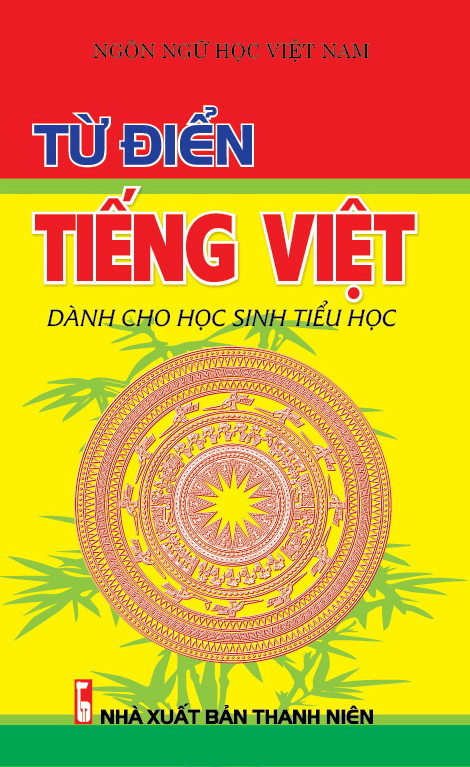 NGÔN NGỮ HỌC VIỆT NAM
TỪ ĐIỂN
TIẾNG VIỆT
DÀNH CHO HỌC SINH TIỂU HỌC
NHÀ XUẤT BẢN THANH NIÊN